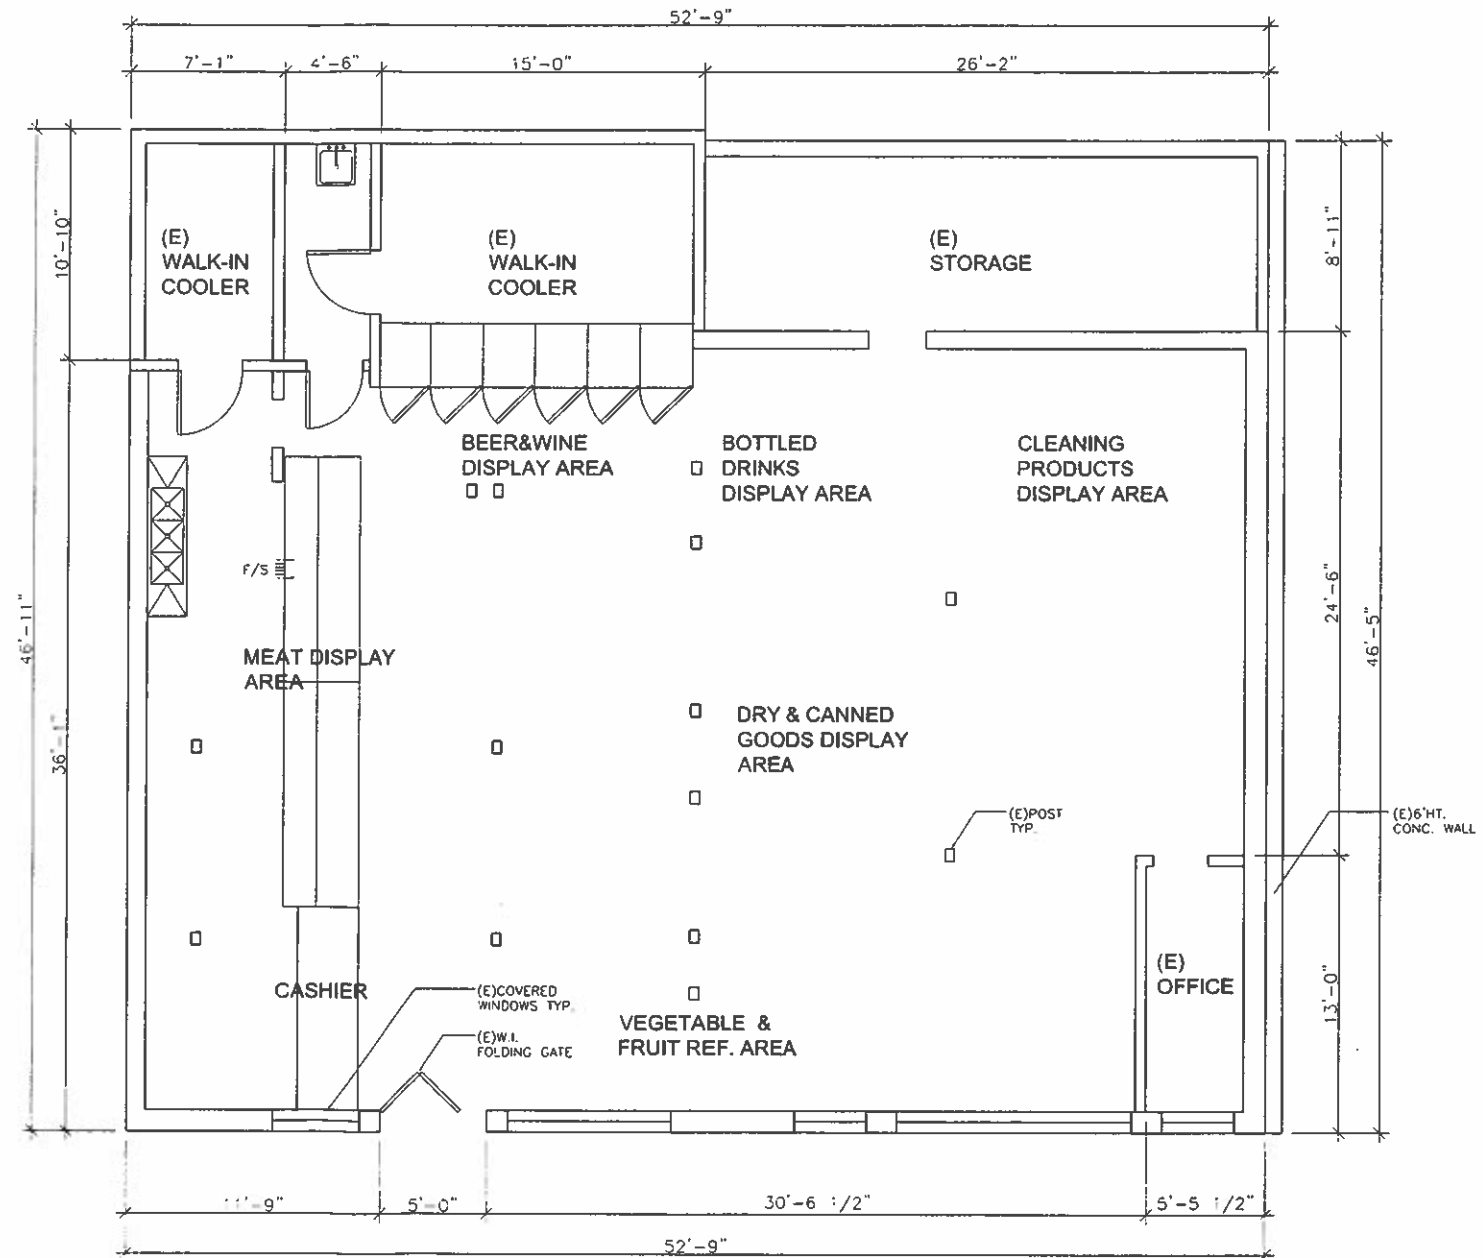 52'-9"
7'-1"
4'-6"
15'-0"
26'-2"
10'-10"
8'-11"
(E)
WALK-IN
COOLER
(E)
WALK-IN
COOLER
(E)
STORAGE
BEER&WINE
DISPLAY AREA
BOTTLED
DRINKS
DISPLAY AREA
CLEANING
PRODUCTS
DISPLAY AREA
F/S
46'-11"
24'-6"
46'-5"
MEAT DISPLAY
AREA
36'-1"
DRY & CANNED
GOODS DISPLAY
AREA
(E)POST
TYP.
(E)6'HT.
CONC. WALL
(E)
OFFICE
13'-0"
CASHIER
(E)COVERED
WINDOWS TYP.
(E)W.I.
FOLDING GATE
VEGETABLE &
FRUIT REF. AREA
11'-9"
5'-0"
30'-6 1/2"
5'-5 1/2"
52'-9"